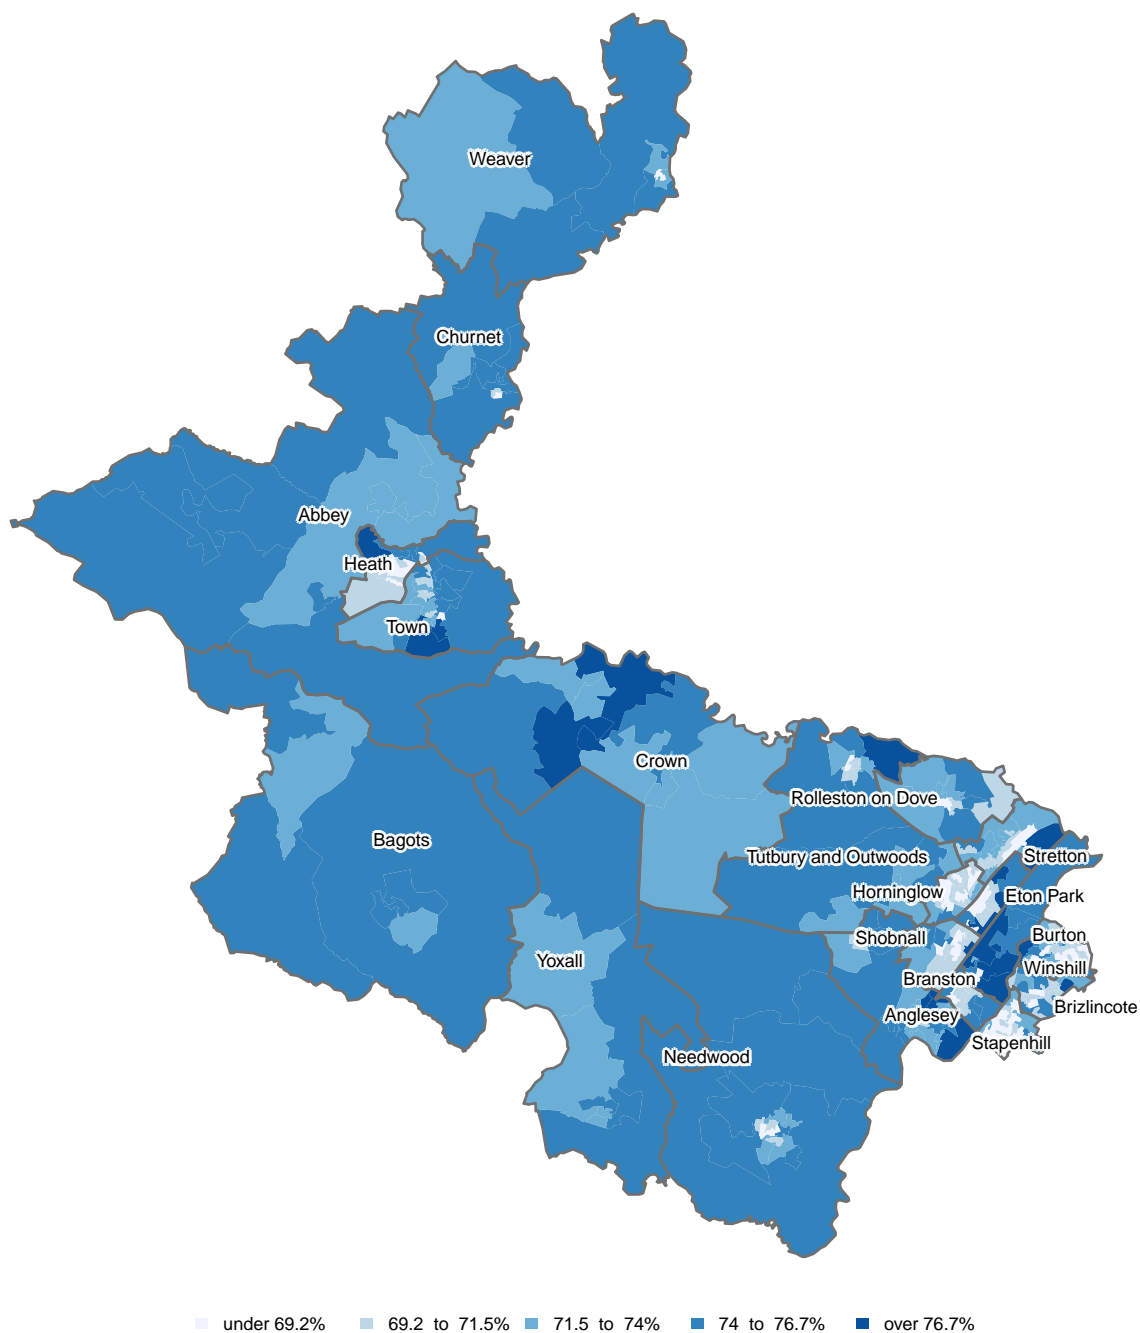 Weaver
Churnet
Abbey
Heath
Town
Crown
Rolleston on Dove
Bagots
Tutbury and Outwoods
Stretton
Horninglow
Eton Park
Shobnall
Burton
Yoxall
Winshill
Branston
Brizlincote
Anglesey
Stapenhill
Needwood
under 69.2% 69.2 to 71.5% 71.5 to 74% 74 to 76.7% over 76.7%